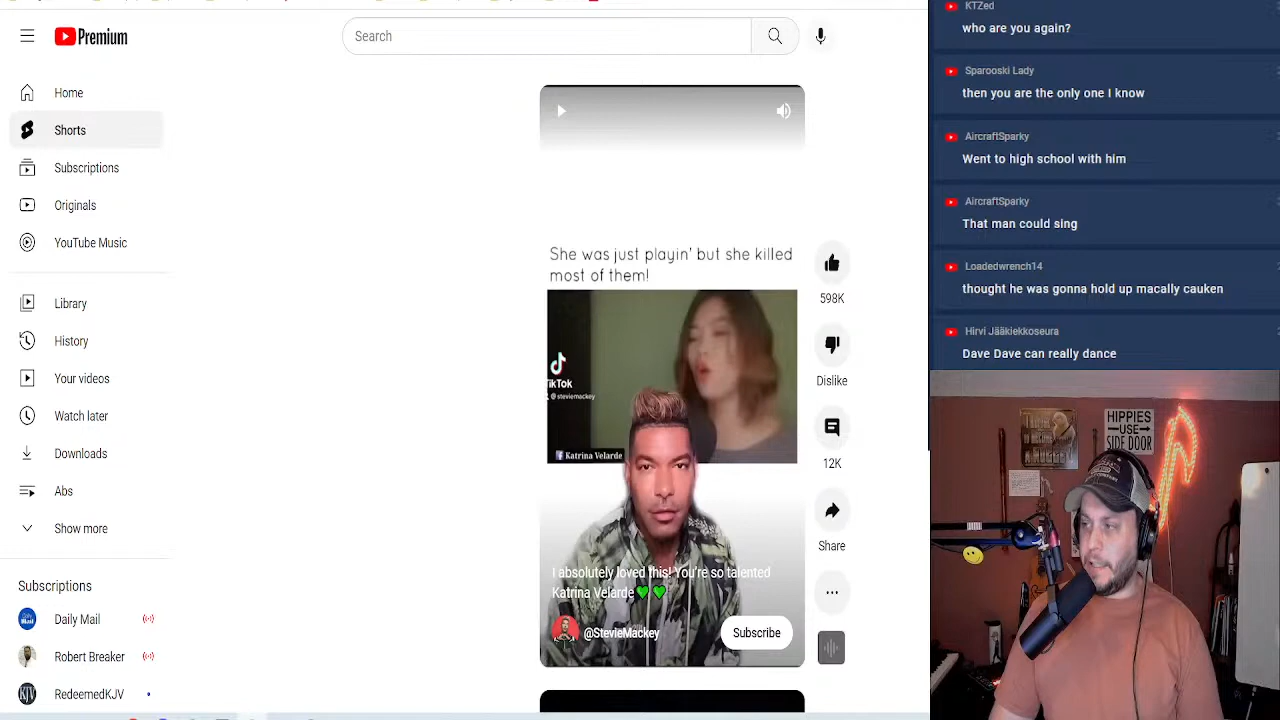 Premium
Search
Home
Shorts
Subscriptions
Originals
YouTube Music
Library
History
Your videos
Watch later
Downloads
Abs
Show more
Subscriptions
Daily Mail
Robert Breaker
RedeemedKJV
She was just playin' but she killed
most of them!
TikTok
@steviemackey
Katrina Velarde
I absolutely loved this! You're so talented
Katrina Velarde
@StevieMackey
Subscribe
598K
Dislike
12K
Share
KTZed
who are you again?
Sparooski Lady
then you are the only one I know
AircraftSparky
Went to high school with him
AircraftSparky
That man could sing
Loadedwrench14
thought he was gonna hold up macally cauken
Hirvi Jääkiekkoseura
Dave Dave can really dance
HIPPIES
USE
SIDE DOOR